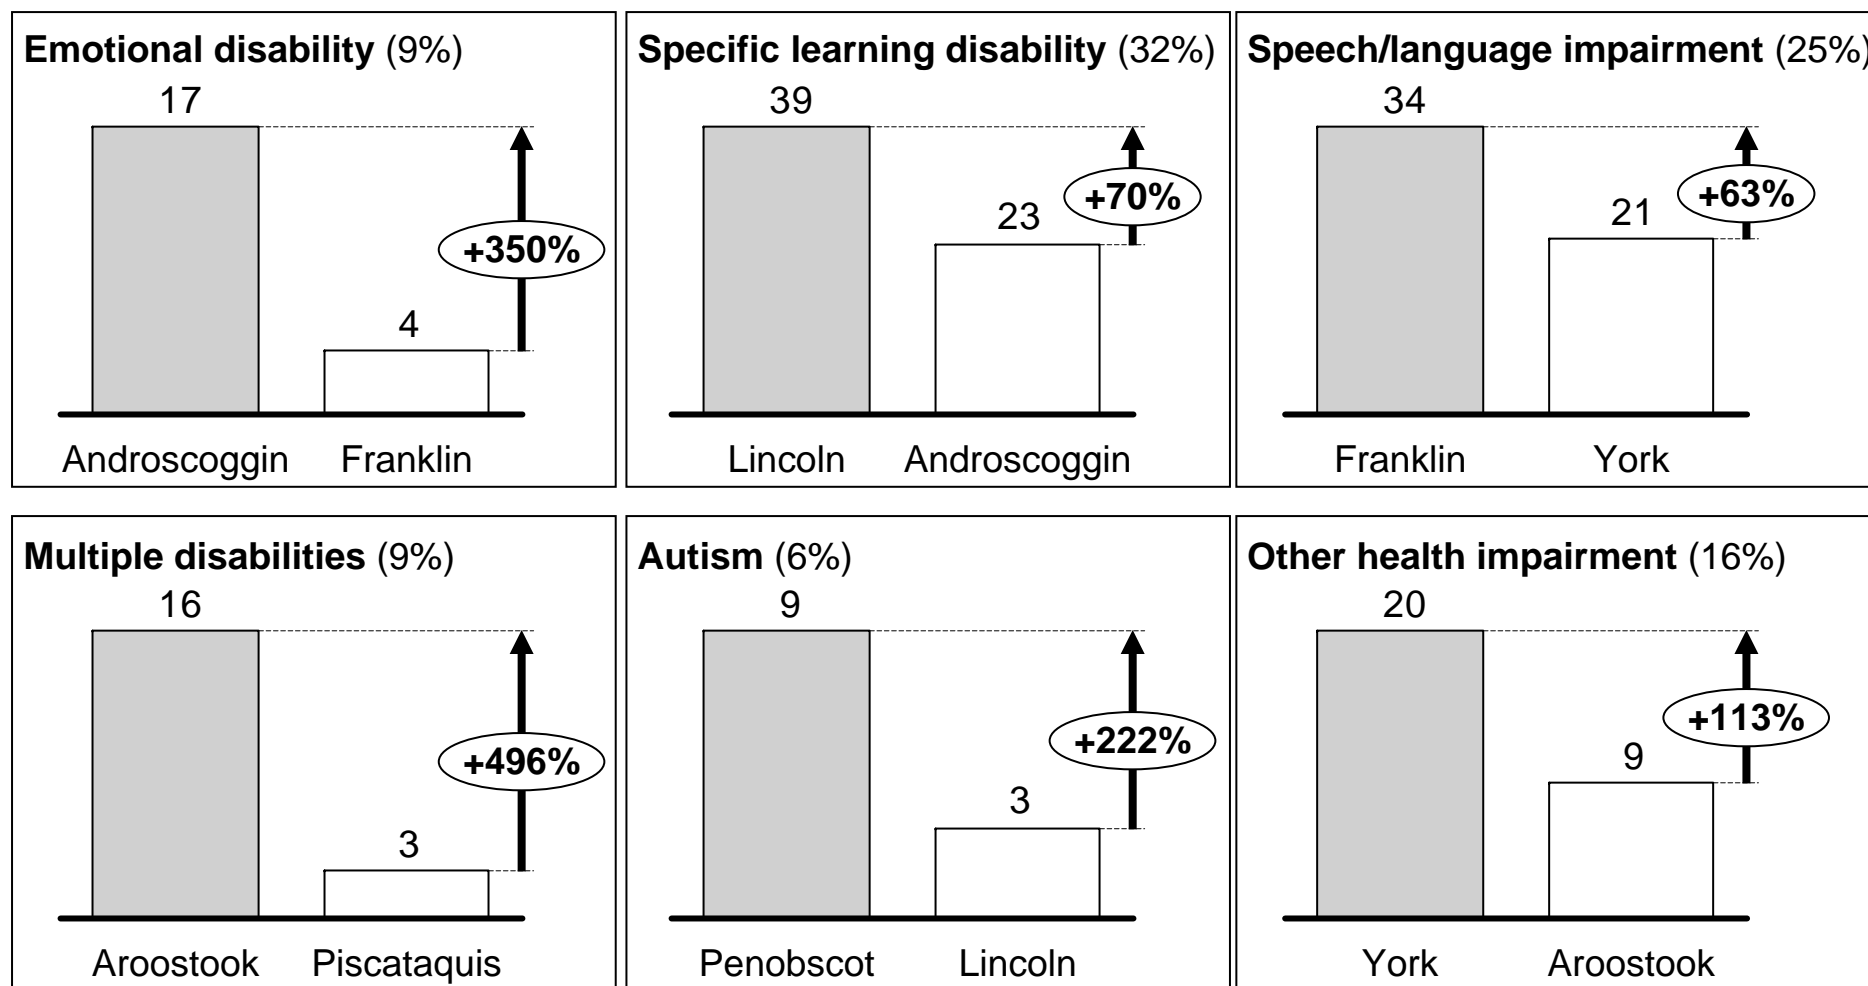 Emotional disability (9%)
17
+350%
4
Androscoggin Franklin
Specific learning disability (32%)
39
+70%
23
Lincoln Androscoggin
Speech/language impairment (25%)
34
+63%
21
Franklin York
Multiple disabilities (9%)
16
+496%
3
Aroostook Piscataquis
Autism (6%)
9
+222%
3
Penobscot Lincoln
Other health impairment (16%)
20
+113%
9
York Aroostook